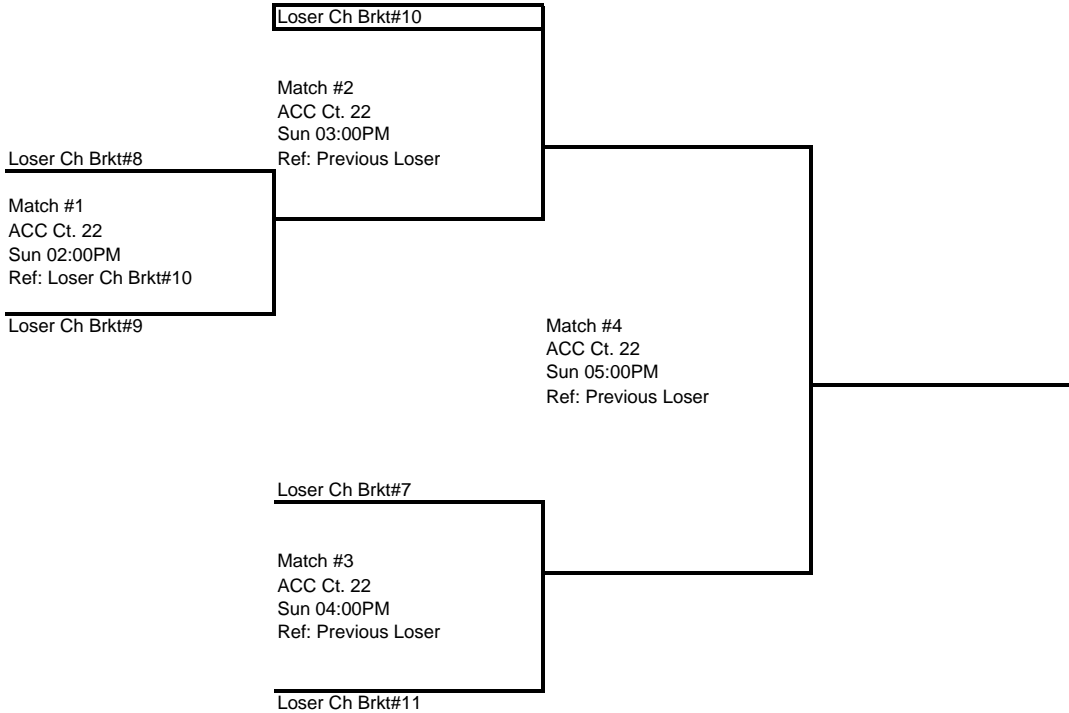 Loser Ch Brkt#10
Match #2
ACC Ct. 22
Sun 03:00PM
Ref: Previous Loser
Loser Ch Brkt#8
Match #1
ACC Ct. 22
Sun 02:00PM
Ref: Loser Ch Brkt#10
Loser Ch Brkt#9
Match #4
ACC Ct. 22
Sun 05:00PM
Ref: Previous Loser
Loser Ch Brkt#7
Match #3
ACC Ct. 22
Sun 04:00PM
Ref: Previous Loser
Loser Ch Brkt#11